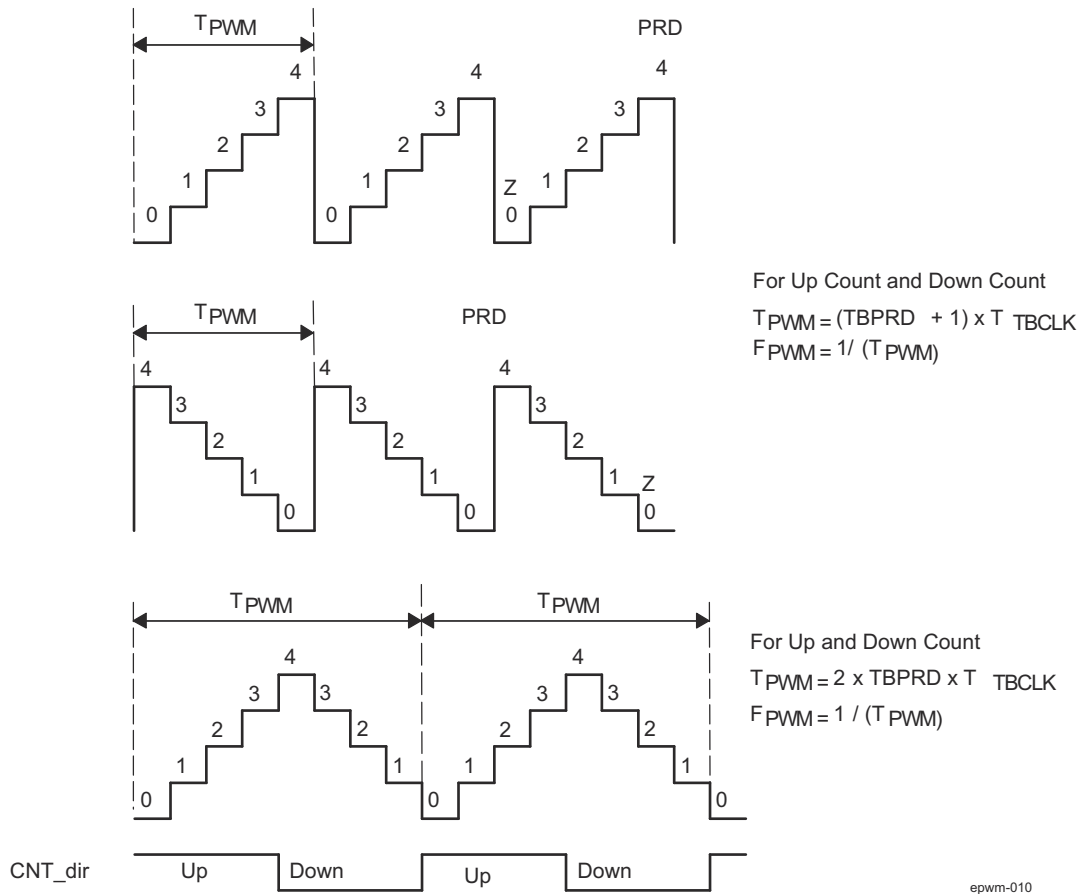 TPWM
PRD
4
4
4
3
3
3
2
2
2
1
1
Z
1
0
0
0
For Up Count and Down Count
TPWM = (TBPRD + 1) x T TBCLK
FPWM = 1/ (TPWM)
TPWM
PRD
4
4
4
3
3
3
2
2
2
1
1
1
Z
0
0
0
TPWM
TPWM
For Up and Down Count
TPWM = 2 x TBPRD x T TBCLK
FPWM = 1 / (TPWM)
4
4
3
3
3
3
2
2
2
2
1
1
1
1
0
0
0
CNT_dir
Up
Down
Up
Down
epwm-010